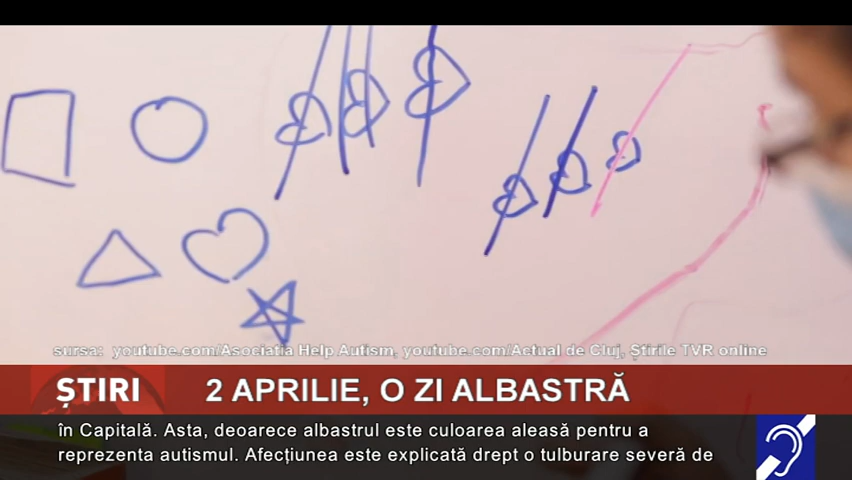 sursa: youtube.com/Asociatia Help Autism, youtube.com/Actual de Cluj, Știrile TVR online
ȘTIRI 2 APRILIE, O ZI ALBASTRĂ
în Capitală. Asta, deoarece albastrul este culoarea aleasă pentru a
reprezenta autismul. Afecțiunea este explicată drept o tulburare severă de